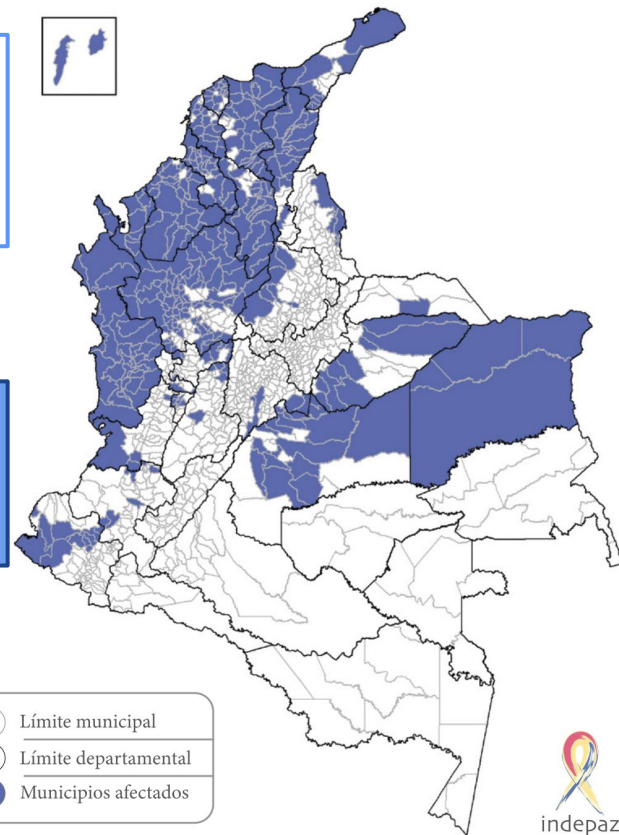 Límite municipal
Límite departamental
Municipios afectados
indepaz